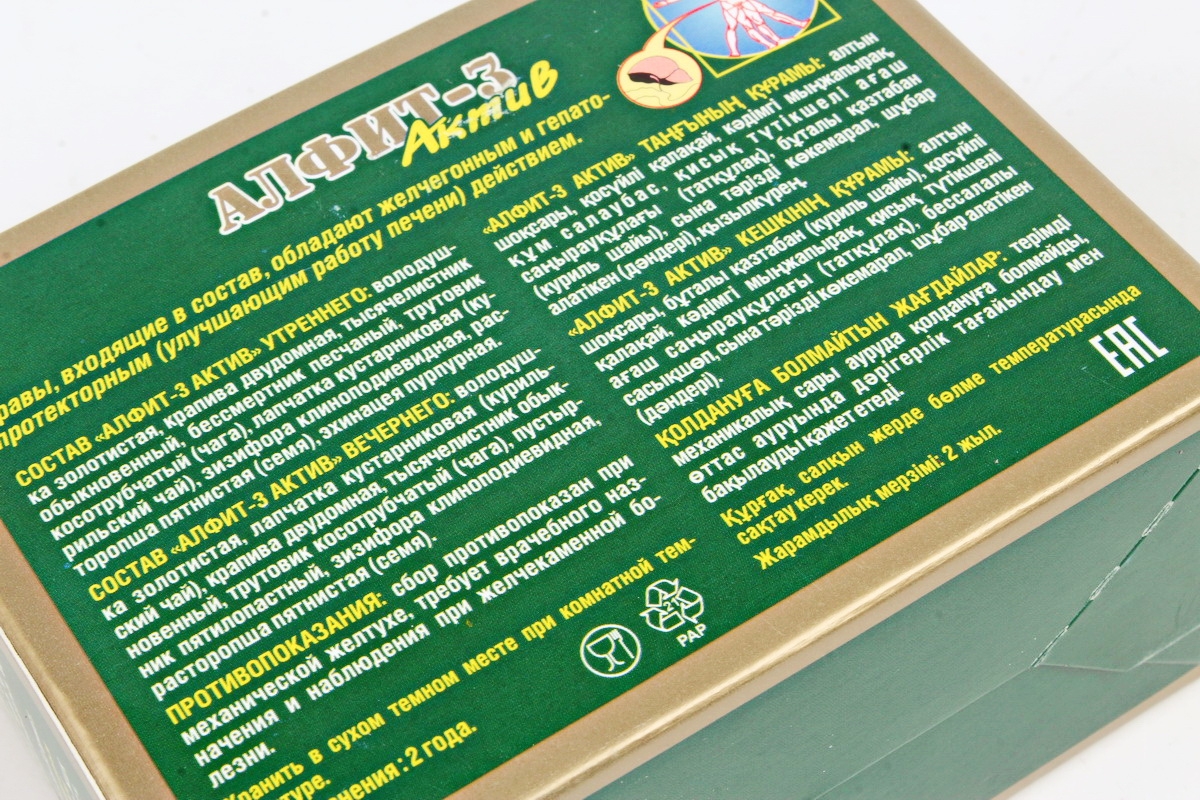 АЛФИТ-3
Актив
равы, входящие в состав, обладают желчегонным и гепато-
протекторным (улучшающим работу печени) действием.
СОСТАВ «АЛФИТ-3 АКТИВ» УТРЕННЕГО: володуш-
ка золотистая, крапива двудомная, тысячелистник
обыкновенный, бессмертник песчаный, трутовик
косотрубчатый (чага), лапчатка кустарниковая (ку-
рильский чай), зизифора клиноподиевидная, рас-
торопша пятнистая (семя), эхинацея пурпурная.
СОСТАВ «АЛФИТ-3 АКТИВ» ВЕЧЕРНЕГО: володуш-
ка золотистая, лапчатка кустарниковая (куриль-
ский чай), крапива двудомная, тысячелистник обык-
новенный, трутовик косотрубчатый (чага), пустыр-
ник пятилопастный, зизифора клиноподиевидная,
расторопша пятнистая (семя).
ПРОТИВОПОКАЗАНИЯ: сбор противопоказан при
механической желтухе, требует врачебного наз-
начения и наблюдения при желчекаменной бо-
лезни.
Хранить в сухом темном месте при комнатной тем-
туре.
чения: 2 года.
«АЛФИТ-3 АКТИВ» ТАҢҒЫНЫҢ ҚҰРАМЫ: алтын
шоқсары, қосүйлі қалақай, кәдімгі мыңжапырақ,
құм салаубас, қисық түтікшелі ағаш
саңырауқұлағы (татқұлақ), бұталы қазтабан
(куриль шайы), сына тәрізді көкемарал, шұбар
алатікен (дәндері), қызылкүрең.
«АЛФИТ-3 АКТИВ» КЕШКІНІҢ ҚҰРАМЫ: алтын
шоқсары, бұталы қазтабан (куриль шайы), қосүйлі
қалақай, кәдімгі мыңжапырақ, қисық түтікшелі
ағаш саңырауқұлағы (татқұлақ), бессалалы
сасықшөп, сына тәрізді көкемарал, шұбар алатікен
(дәндері).
ҚОЛДАНУҒА БОЛМАЙТЫН ЖАҒДАЙЛАР: терімді
механикалық сары ауруда қолдануға болмайды,
өттас ауруында дәрігерлік тағайындау мен
бақылауды қажет етеді.
Құрғақ, салқын жерде бөлме температурасында
сақтау керек.
Жарамдылық мерзімі: 2 жыл.
EAC
21
PAP